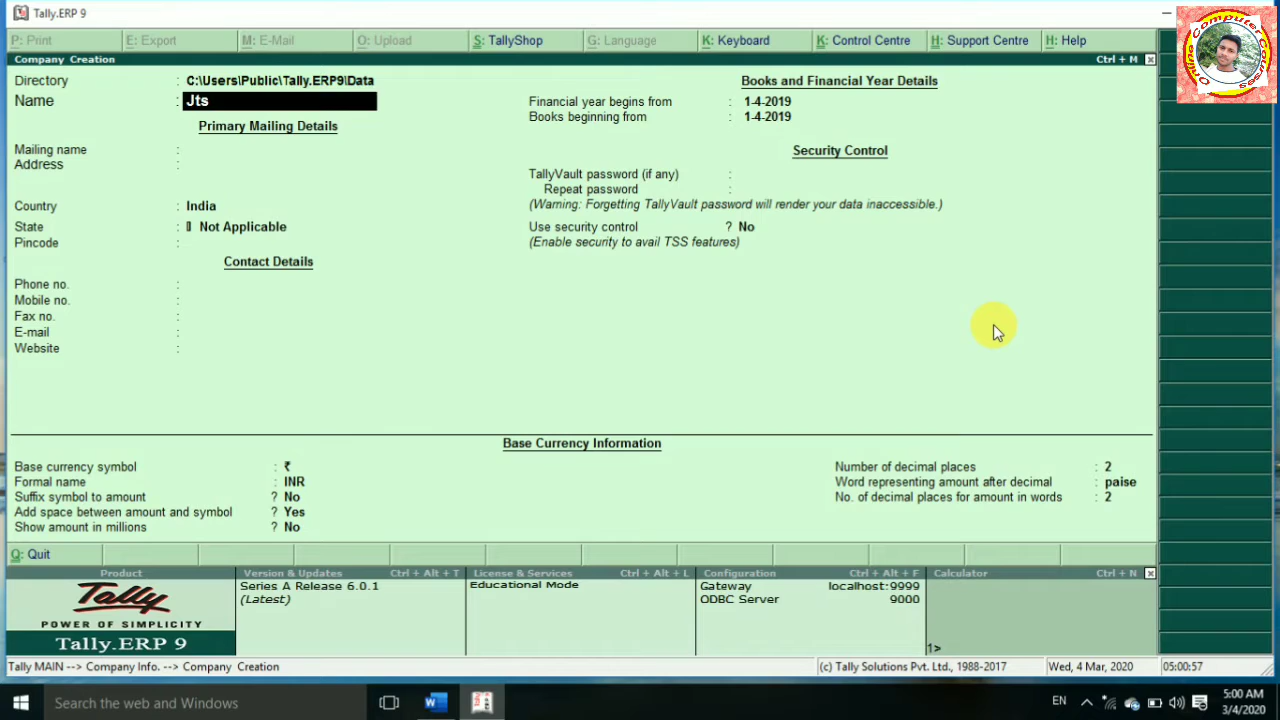 Tally.ERP 9
P: Print E: Export M: E-Mail O: Upload S: TallyShop G: Language K: Keyboard K: Control Centre H: Support Centre H: Help
Company Creation Ctrl + M
Directory : C:\Users\Public\Tally.ERP9\Data
Name : Jts
Primary Mailing Details
Mailing name :
Address :
Country : India
State : Not Applicable
Pincode :
Contact Details
Phone no. :
Mobile no. :
Fax no. :
E-mail :
Website :
Books and Financial Year Details
Financial year begins from : 1-4-2019
Books beginning from : 1-4-2019
Security Control
TallyVault password (if any) :
Repeat password :
(Warning: Forgetting TallyVault password will render your data inaccessible.)
Use security control ? No
(Enable security to avail TSS features)
Base Currency Information
Base currency symbol : ₹
Formal name : INR
Suffix symbol to amount ? No
Add space between amount and symbol ? Yes
Show amount in millions ? No
Number of decimal places : 2
Word representing amount after decimal : paise
No. of decimal places for amount in words : 2
Q: Quit
Product
Tally
POWER OF SIMPLICITY
Tally.ERP 9
Version & Updates Ctrl + Alt + T
Series A Release 6.0.1
(Latest)
License & Services Ctrl + Alt + L
Educational Mode
Configuration Ctrl + Alt + F
Gateway localhost:9999
ODBC Server 9000
Calculator Ctrl + N
1>
Tally MAIN --> Company Info. --> Company Creation (c) Tally Solutions Pvt. Ltd., 1988-2017 Wed, 4 Mar, 2020 05:00:57
Search the web and Windows
EN
5:00 AM
3/4/2020
Online Computer Courses